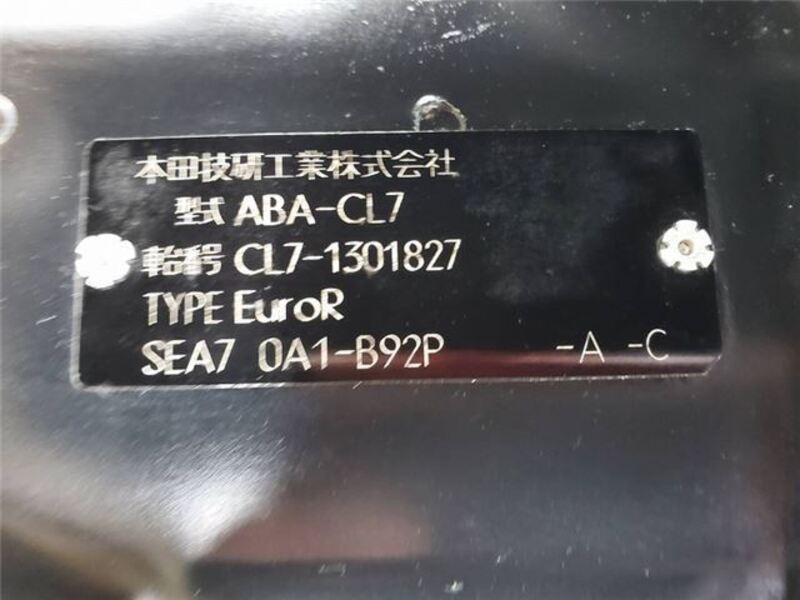 本田技研工業株式会社
型式 ABA-CL7
車台番号 CL7-1301827
TYPE EuroR
SEA7 0A1-B92P -A -C